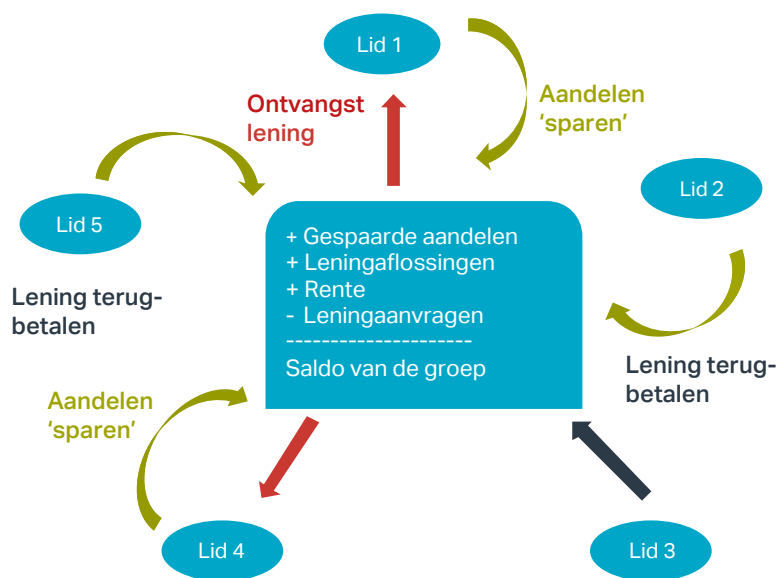 Lid 1
Ontvangst
lening
Aandelen
‘sparen’
Lid 2
Lid 5
+ Gespaarde aandelen
+ Leningaflossingen
+ Rente
- Leningaanvragen
---------------------
Saldo van de groep
Lening terug-
betalen
Lening terug-
betalen
Aandelen
‘sparen’
Lid 4
Lid 3